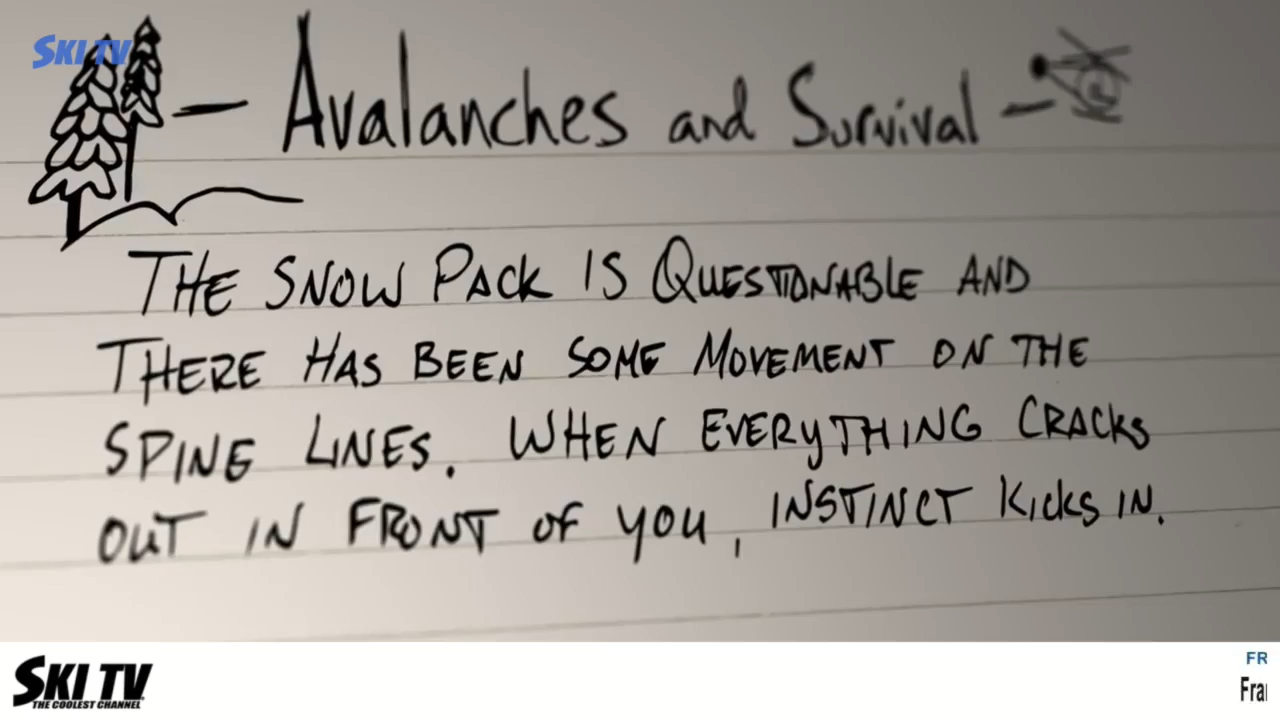 SKI TV
- Avalanches and Survival -
THE SNOW PACK IS QUESTIONABLE AND
THERE HAS BEEN SOME MOVEMENT ON THE
SPINE LINES. WHEN EVERYTHING CRACKS
OUT IN FRONT OF YOU, INSTINCT KICKS IN.
SKI TV
THE COOLEST CHANNEL
FR
Fra